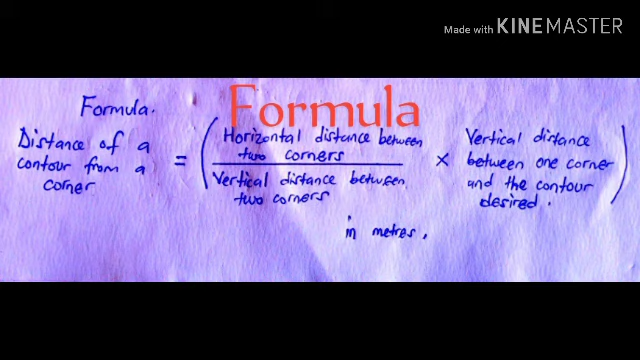 Made with KINEMASTER
Formula
Formula.
Distance of a
contour from a
corner
=
( Horizontal distance between
two corners
Vertical distance between
two corners
×
Vertical distance
between one corner
and the contour
desired. )
in metres.